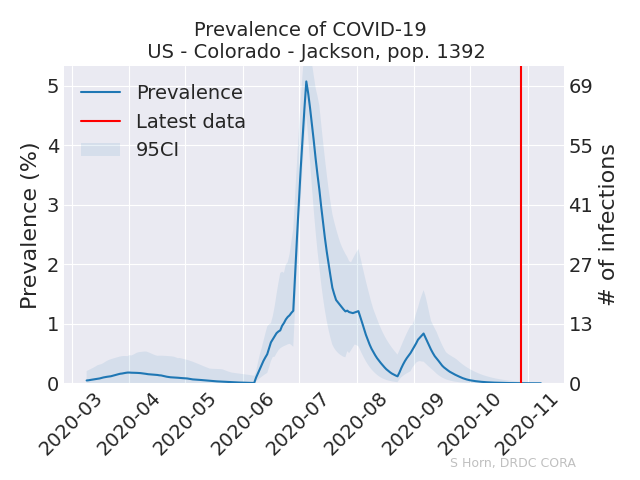 Prevalence of COVID-19
US - Colorado - Jackson, pop. 1392
Prevalence
Latest data
95CI
Prevalence (%)
5
4
3
2
1
0
69
55
41
27
13
0
# of infections
2020-03
2020-04
2020-05
2020-06
2020-07
2020-08
2020-09
2020-10
2020-11
S Horn, DRDC CORA